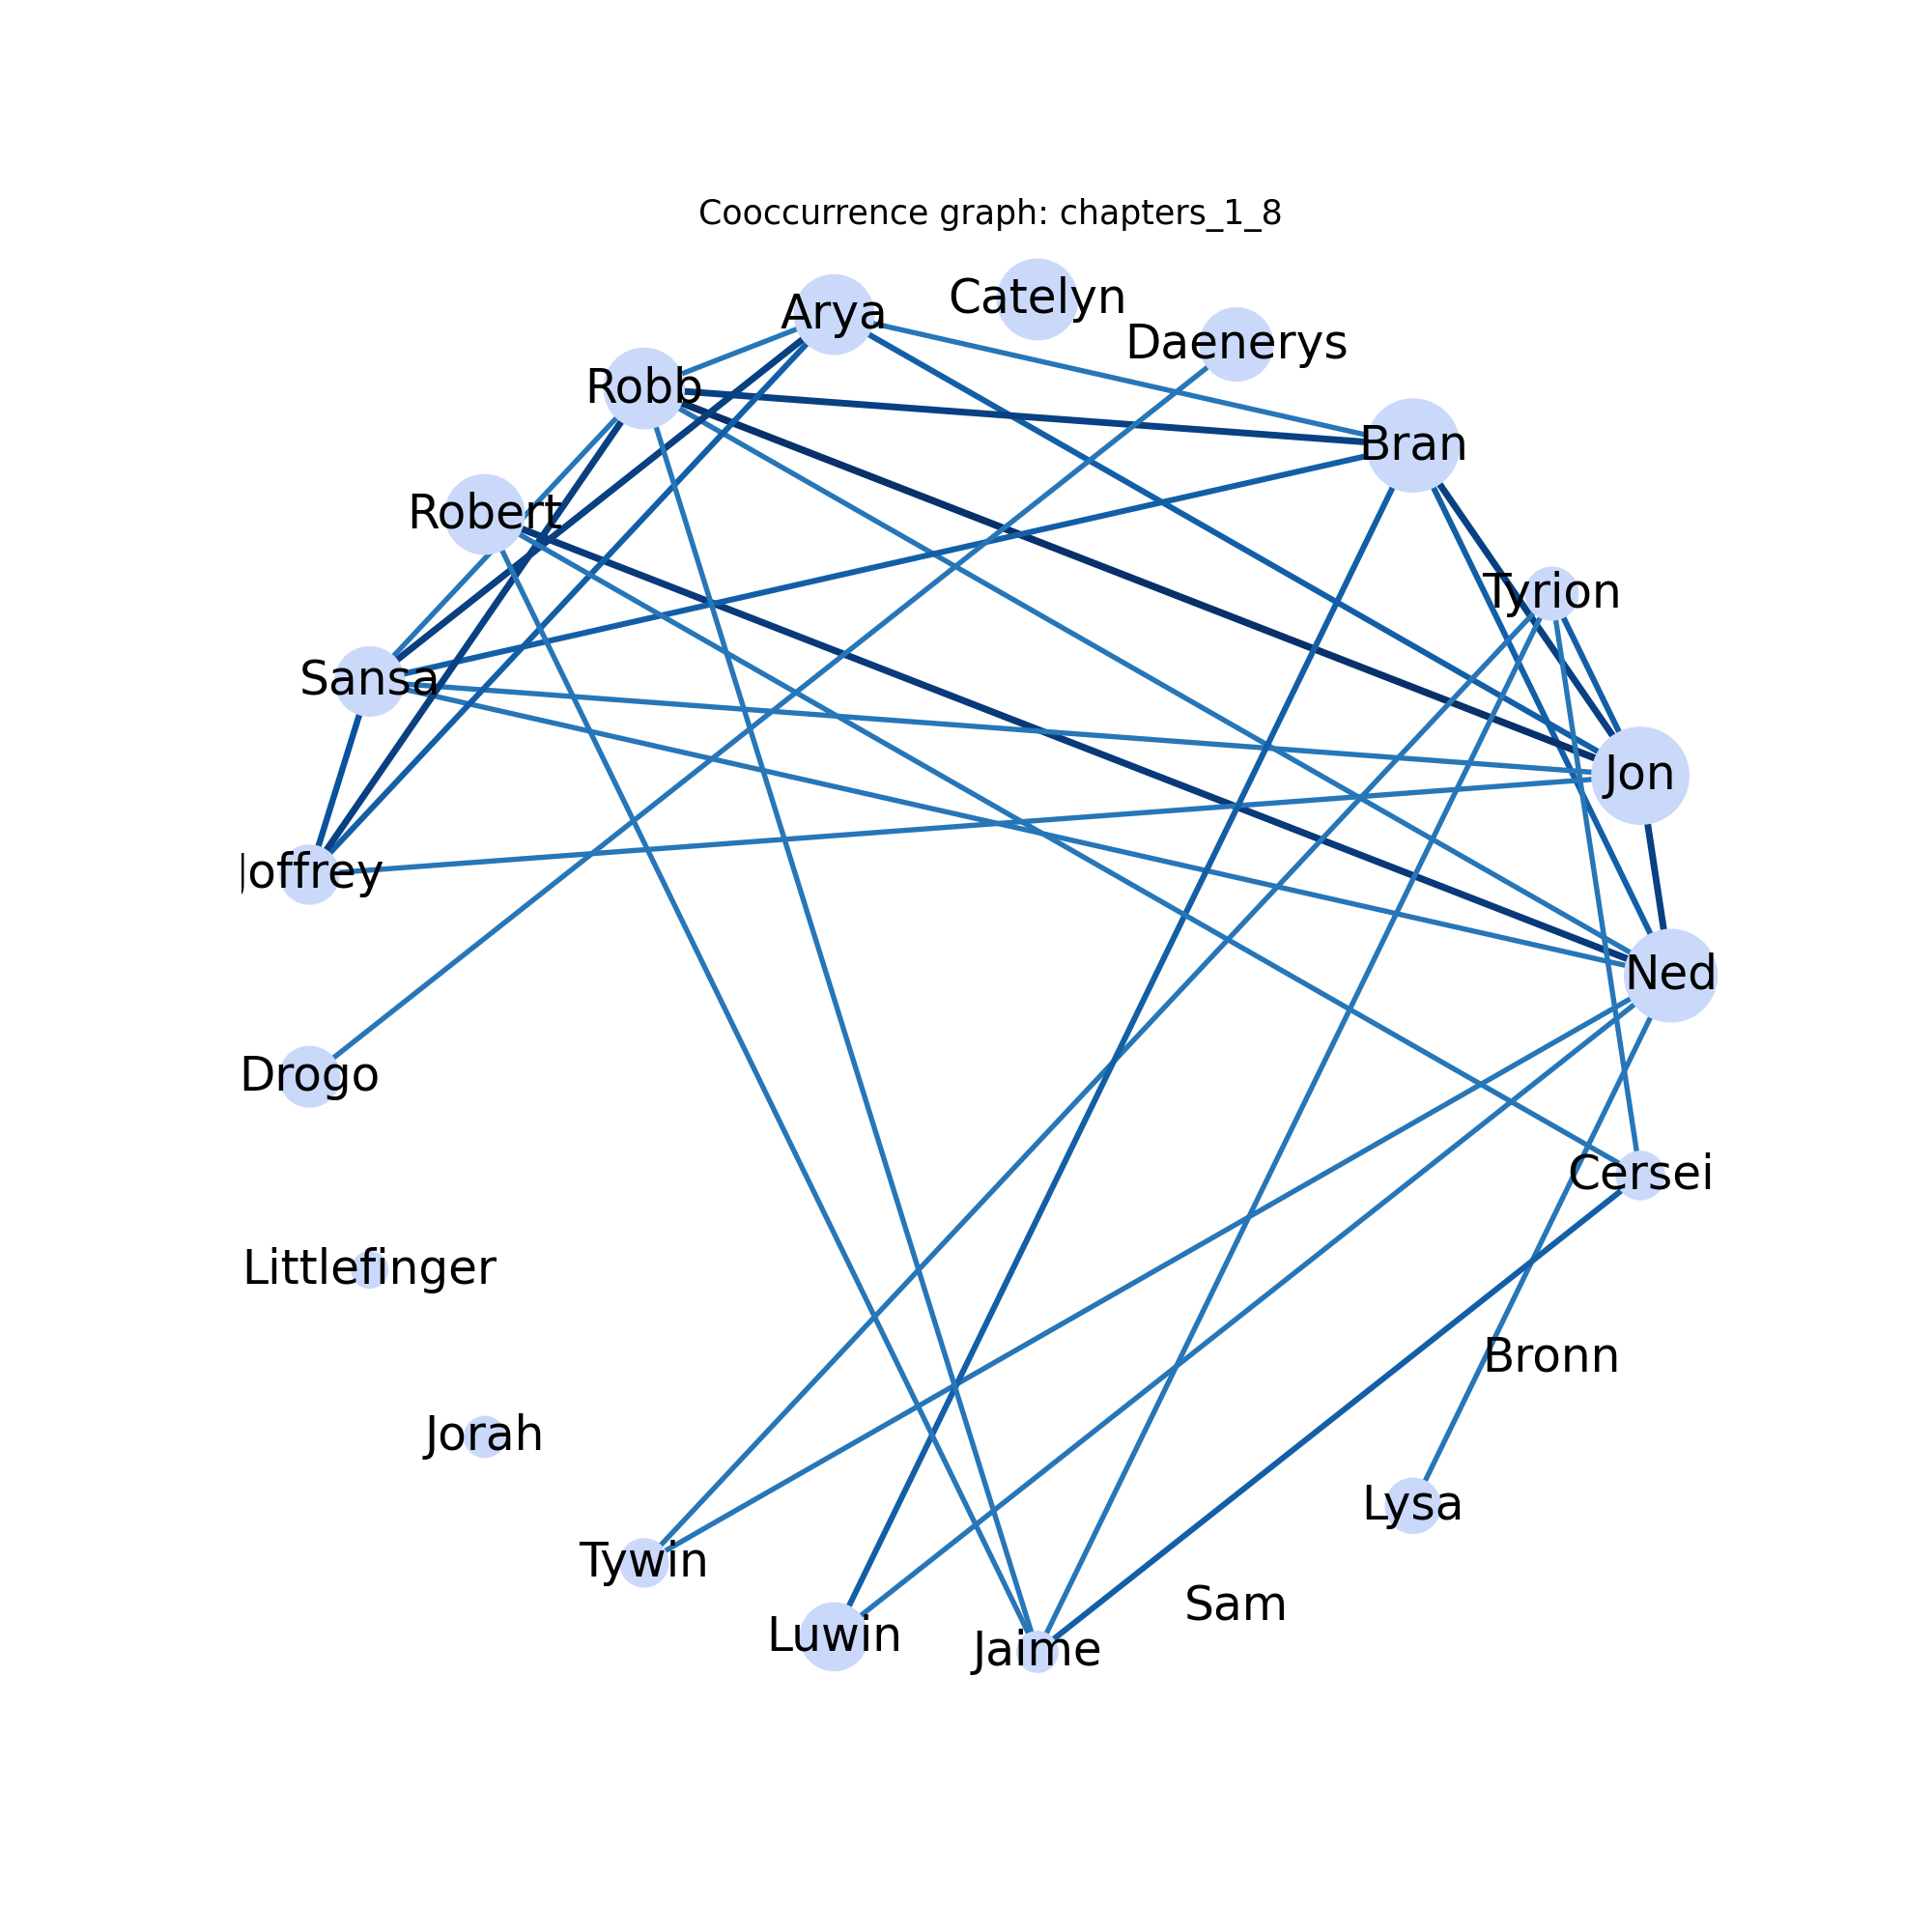 Cooccurrence graph: chapters_1_8
Catelyn
Arya
Daenerys
Robb
Bran
Robert
Tyrion
Sansa
Jon
Joffrey
Ned
Drogo
Cersei
Littlefinger
Bronn
Jorah
Lysa
Tywin
Sam
Luwin
Jaime